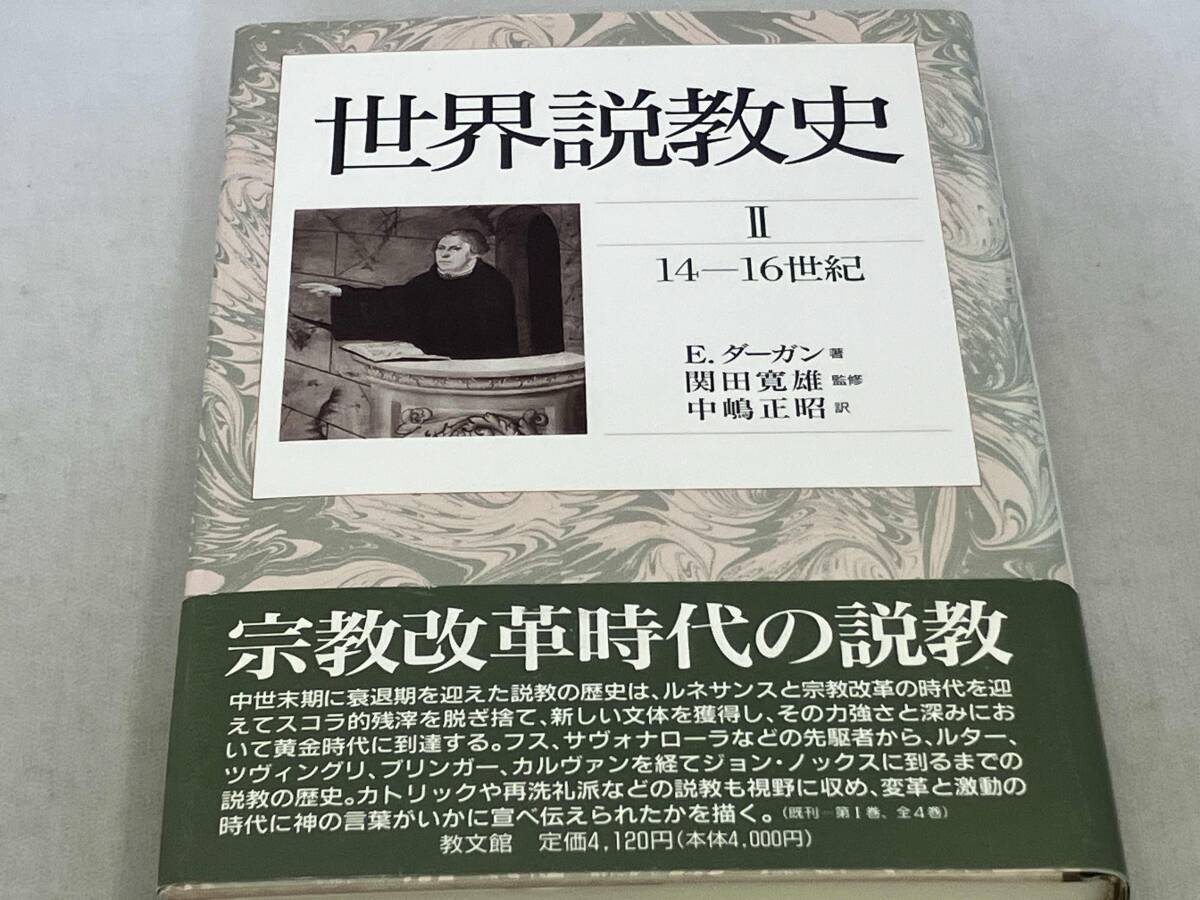 世界説教史
Ⅱ
14―16世紀
E. ダーガン 著
関田寛雄 監修
中嶋正昭 訳
宗教改革時代の説教
中世末期に衰退期を迎えた説教の歴史は、ルネサンスと宗教改革の時代を迎
えてスコラ的残滓を脱ぎ捨て、新しい文体を獲得し、その力強さと深みにお
いて黄金時代に到達する。フス、サヴォナローラなどの先駆者から、ルター、
ツヴィングリ、ブリンガー、カルヴァンを経てジョン・ノックスに到るまでの
説教の歴史。カトリックや再洗礼派などの説教も視野に収め、変革と激動の
時代に神の言葉がいかに宣べ伝えられたかを描く。(既刊―第Ⅰ巻、全4巻)
教文館 定価4,120円(本体4,000円)